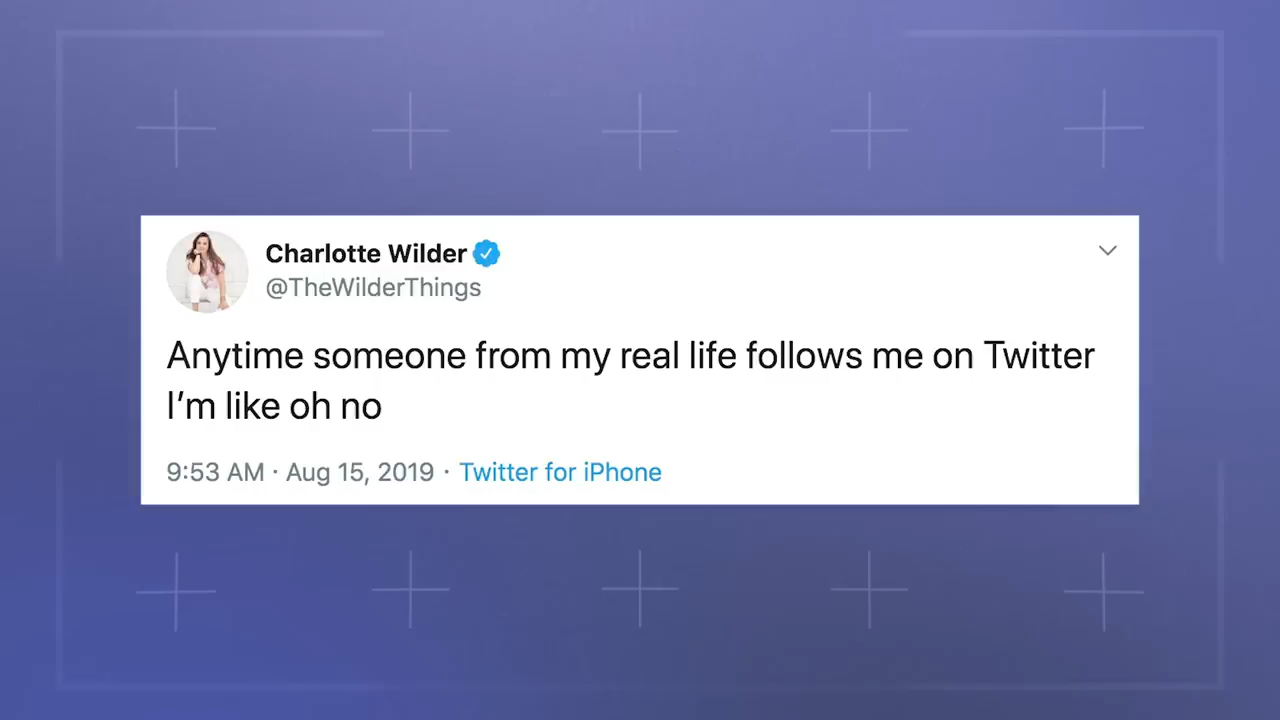 Charlotte Wilder
@TheWilderThings
Anytime someone from my real life follows me on Twitter
I’m like oh no
9:53 AM · Aug 15, 2019 · Twitter for iPhone